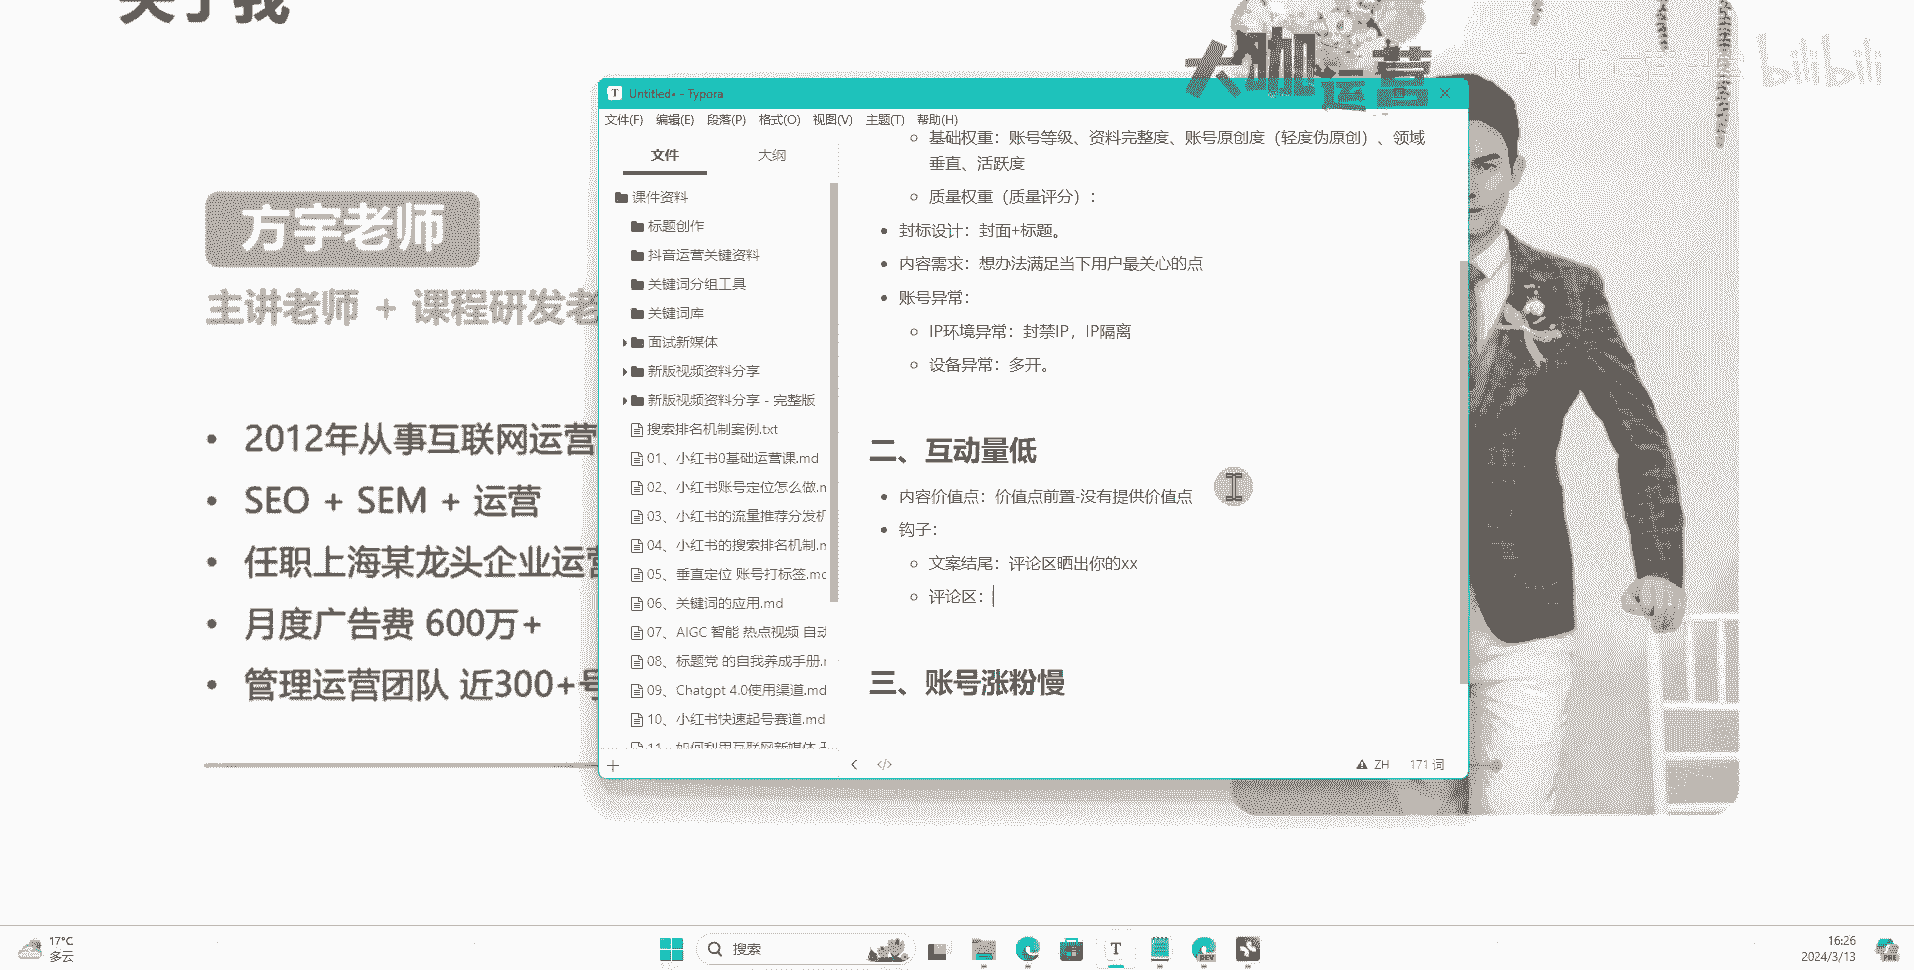 关于我
大咖运营
bilibili
方宇老师
主讲老师 + 课程研发老
2012年从事互联网运营
SEO + SEM + 运营
任职上海某龙头企业运营
月度广告费 600万+
管理运营团队 近300+号
Untitled• - Typora
文件(F) 编辑(E) 段落(P) 格式(O) 视图(V) 主题(T) 帮助(H)
文件 大纲
课件资料
标题创作
抖音运营关键资料
关键词分组工具
关键词库
面试新媒体
新版视频资料分享
新版视频资料分享 - 完整版
搜索排名机制案例.txt
01、小红书0基础运营课.md
02、小红书账号定位怎么做.m
03、小红书的流量推荐分发机
04、小红书的搜索排名机制.m
05、垂直定位 账号打标签.md
06、关键词的应用.md
07、AIGC 智能 热点视频 自动
08、标题党 的自我养成手册.m
09、Chatgpt 4.0使用渠道.md
10、小红书快速起号赛道.md
11、如何利用互联网新媒体
基础权重：账号等级、资料完整度、账号原创度（轻度伪原创）、领域
垂直、活跃度
质量权重（质量评分）：
封标设计：封面+标题。
内容需求：想办法满足当下用户最关心的点
账号异常：
IP环境异常：封禁IP，IP隔离
设备异常：多开。
二、互动量低
内容价值点：价值点前置-没有提供价值点
钩子：
文案结尾：评论区晒出你的xx
评论区：
三、账号涨粉慢
ZH 171 词
17°C
多云
搜索
T
DEV
16:26
2024/3/13
PRE